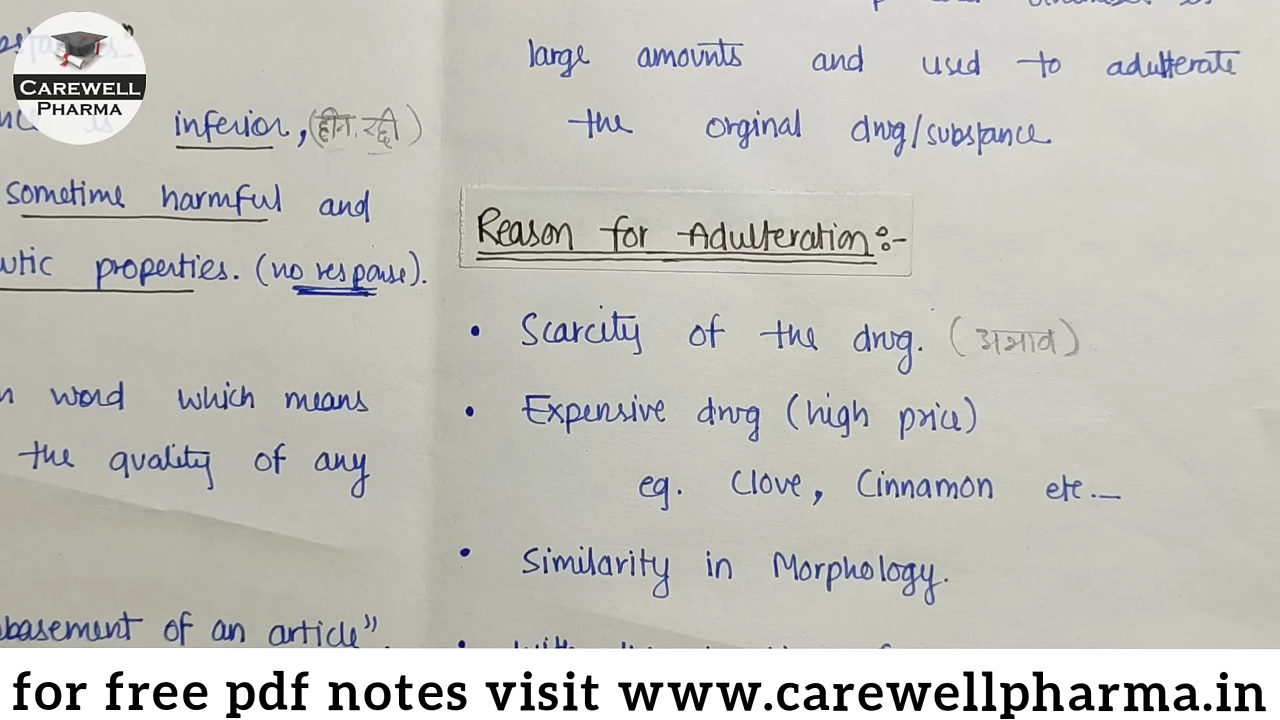 CAREWELL
PHARMA
inferior, (हीन, रद्दी)
sometime harmful and
utic properties. (no response).
n word which means
the quality of any
basement of an article"
large amounts and used to adulterate
the orginal drug/substance
Reason for Adulteration:-
• Scarcity of the drug. (अभाव)
• Expensive drug (high price)
eg. Clove, Cinnamon etc.—
• Similarity in Morphology.
for free pdf notes visit www.carewellpharma.in